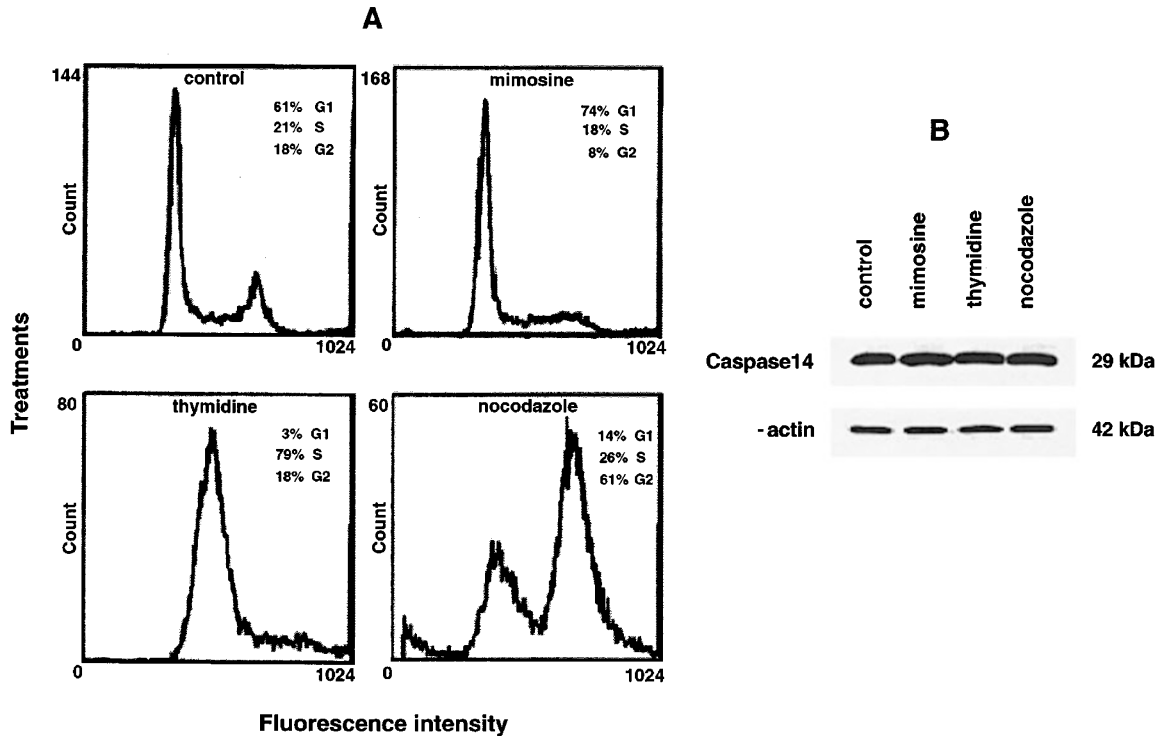 A
144
control
61% G1
21% S
18% G2
Count
0
1024
168
mimosine
74% G1
18% S
8% G2
Count
0
1024
80
thymidine
3% G1
79% S
18% G2
Count
0
1024
60
nocodazole
14% G1
26% S
61% G2
Count
0
1024
Treatments
Fluorescence intensity
B
control
mimosine
thymidine
nocodazole
Caspase14
29 kDa
-actin
42 kDa